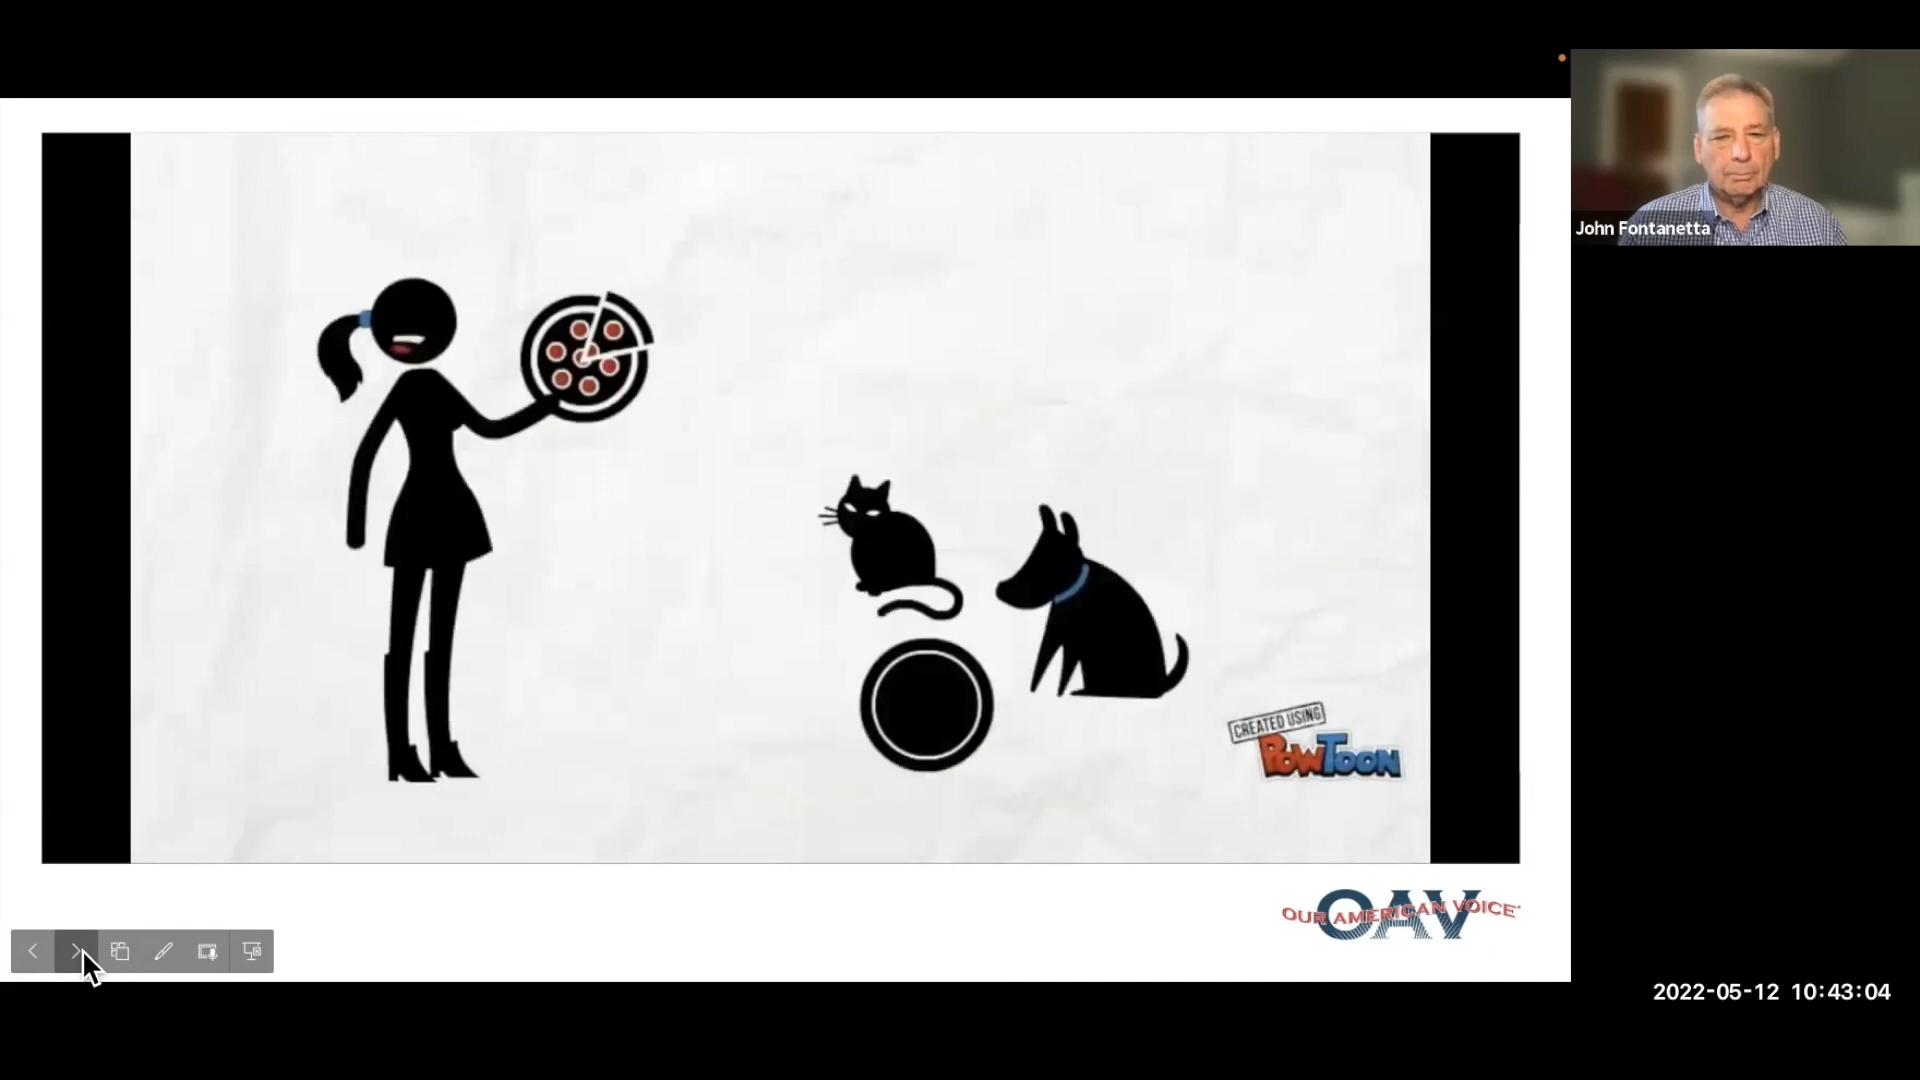 John Fontanetta
CREATED USING
POWTOON
OAV
OUR AMERICAN VOICE
2022-05-12 10:43:04